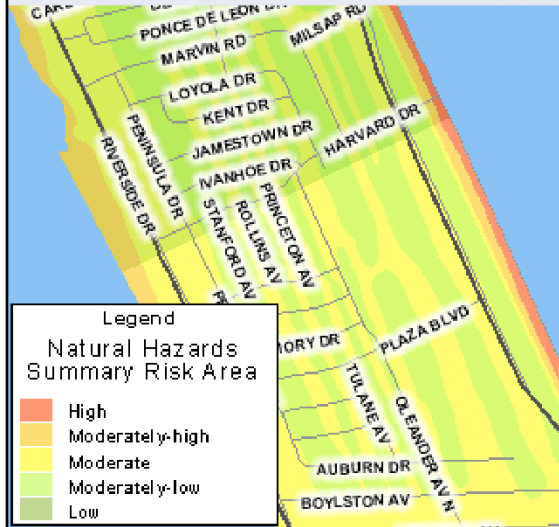 PONCE DE LEON
MARVIN RD
MILSAP RD
LOYOLA DR
KENT DR
JAMESTOWN DR
HARVARD DR
PENINSULA DR
RIVERSIDE DR
IVANHOE DR
PRINCETON AV
ROLLINS AV
STANFORD AV
PLAZA BLVD
TULANE AV
OLEANDER AV N
AUBURN DR
BOYLSTON AV
Legend
Natural Hazards
Summary Risk Area
High
Moderately-high
Moderate
Moderately-low
Low